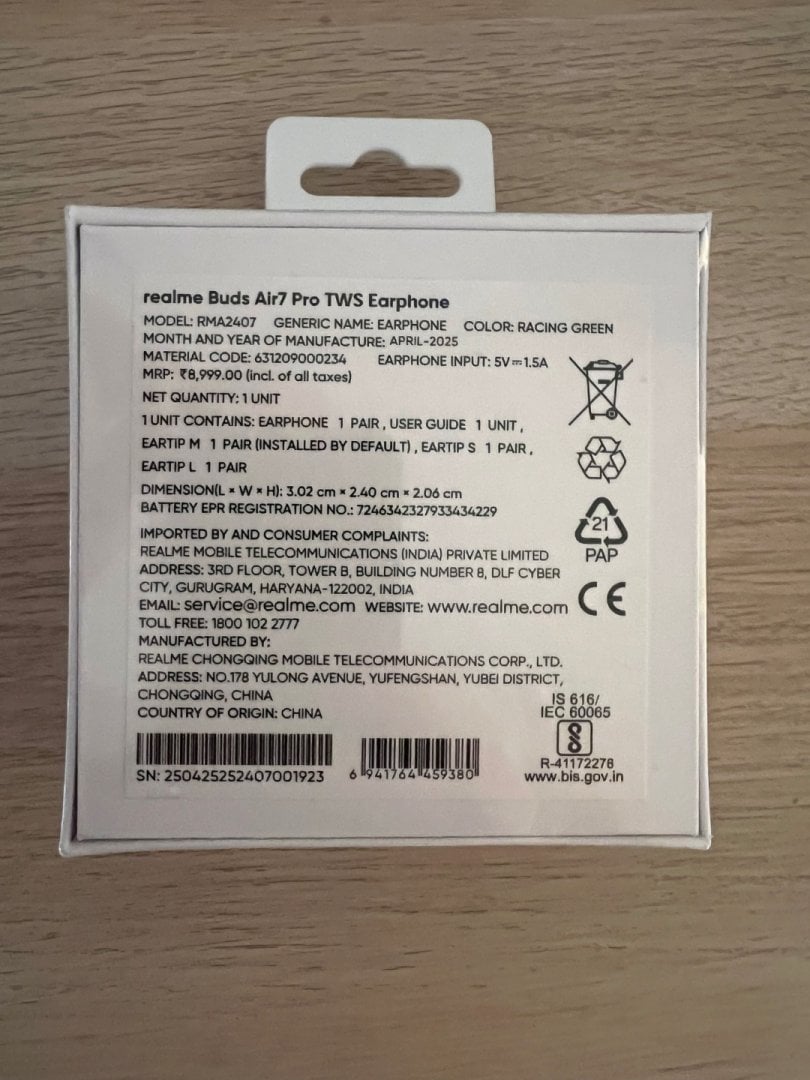 realme Buds Air7 Pro TWS Earphone
MODEL: RMA2407 GENERIC NAME: EARPHONE COLOR: RACING GREEN
MONTH AND YEAR OF MANUFACTURE: APRIL-2025
MATERIAL CODE: 631209000234 EARPHONE INPUT: 5V⎓1.5A
MRP: ₹8,999.00 (incl. of all taxes)
NET QUANTITY: 1 UNIT
1 UNIT CONTAINS: EARPHONE 1 PAIR , USER GUIDE 1 UNIT ,
EARTIP M 1 PAIR (INSTALLED BY DEFAULT) , EARTIP S 1 PAIR ,
EARTIP L 1 PAIR
DIMENSION(L × W × H): 3.02 cm × 2.40 cm × 2.06 cm
BATTERY EPR REGISTRATION NO.: 7246342327933434229
21
PAP
IMPORTED BY AND CONSUMER COMPLAINTS:
REALME MOBILE TELECOMMUNICATIONS (INDIA) PRIVATE LIMITED
ADDRESS: 3RD FLOOR, TOWER B, BUILDING NUMBER 8, DLF CYBER
CITY, GURUGRAM, HARYANA-122002, INDIA
EMAIL: service@realme.com WEBSITE: www.realme.com
CE
TOLL FREE: 1800 102 2777
MANUFACTURED BY:
REALME CHONGQING MOBILE TELECOMMUNICATIONS CORP., LTD.
ADDRESS: NO.178 YULONG AVENUE, YUFENGSHAN, YUBEI DISTRICT,
CHONGQING, CHINA
COUNTRY OF ORIGIN: CHINA
IS 616/
IEC 60065
R-41172278
www.bis.gov.in
SN: 250425252407001923
6 941764 459380